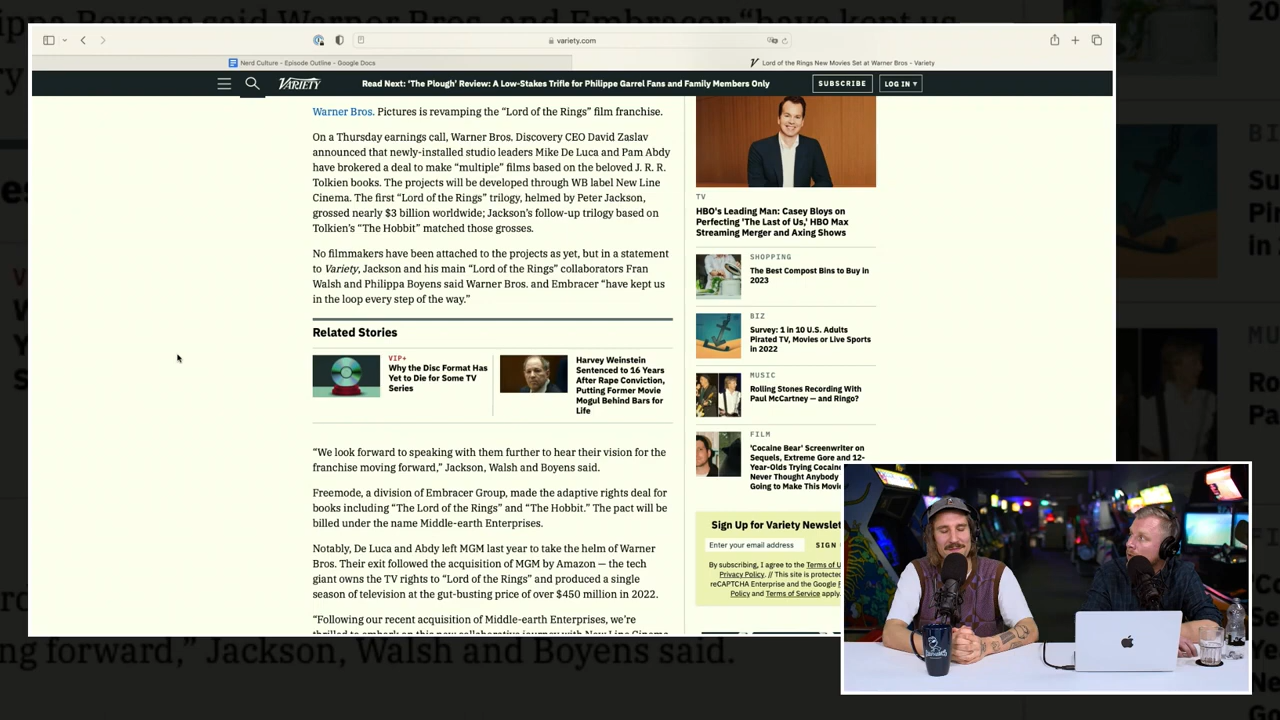 variety.com
Nerd Culture - Episode Outline - Google Docs
Lord of the Rings New Movies Set at Warner Bros - Variety
VARIETY
Read Next: ‘The Plough’ Review: A Low-Stakes Trifle for Philippe Garrel Fans and Family Members Only
SUBSCRIBE
LOG IN
Warner Bros. Pictures is revamping the “Lord of the Rings” film franchise.
On a Thursday earnings call, Warner Bros. Discovery CEO David Zaslav
announced that newly-installed studio leaders Mike De Luca and Pam Abdy
have brokered a deal to make “multiple” films based on the beloved J. R. R.
Tolkien books. The projects will be developed through WB label New Line
Cinema. The first “Lord of the Rings” trilogy, helmed by Peter Jackson,
grossed nearly $3 billion worldwide; Jackson’s follow-up trilogy based on
Tolkien’s “The Hobbit” matched those grosses.
No filmmakers have been attached to the projects as yet, but in a statement
to Variety, Jackson and his main “Lord of the Rings” collaborators Fran
Walsh and Philippa Boyens said Warner Bros. and Embracer “have kept us
in the loop every step of the way.”
Related Stories
VIP+
Why the Disc Format Has
Yet to Die for Some TV
Series
Harvey Weinstein
Sentenced to 16 Years
After Rape Conviction,
Putting Former Movie
Mogul Behind Bars for
Life
“We look forward to speaking with them further to hear their vision for the
franchise moving forward,” Jackson, Walsh and Boyens said.
Freemode, a division of Embracer Group, made the adaptive rights deal for
books including “The Lord of the Rings” and “The Hobbit.” The pact will be
billed under the name Middle-earth Enterprises.
Notably, De Luca and Abdy left MGM last year to take the helm of Warner
Bros. Their exit followed the acquisition of MGM by Amazon — the tech
giant owns the TV rights to “Lord of the Rings” and produced a single
season of television at the gut-busting price of over $450 million in 2022.
“Following our recent acquisition of Middle-earth Enterprises, we’re
thrilled to embark on this new collaborative journey with New Line Cinema
TV
HBO's Leading Man: Casey Bloys on
Perfecting 'The Last of Us,' HBO Max
Streaming Merger and Axing Shows
SHOPPING
The Best Compost Bins to Buy in
2023
BIZ
Survey: 1 in 10 U.S. Adults
Pirated TV, Movies or Live Sports
in 2022
MUSIC
Rolling Stones Recording With
Paul McCartney — and Ringo?
FILM
'Cocaine Bear' Screenwriter on
Sequels, Extreme Gore and 12-
Year-Olds Trying Cocaine
Never Thought Anybody
Going to Make This Movie
Sign Up for Variety Newslet
Enter your email address
SIGN
By subscribing, I agree to the Terms of U
Privacy Policy. // This site is protected
reCAPTCHA Enterprise and the Google
Policy and Terms of Service apply.
ng forward,” Jackson, Walsh and Boyens said.